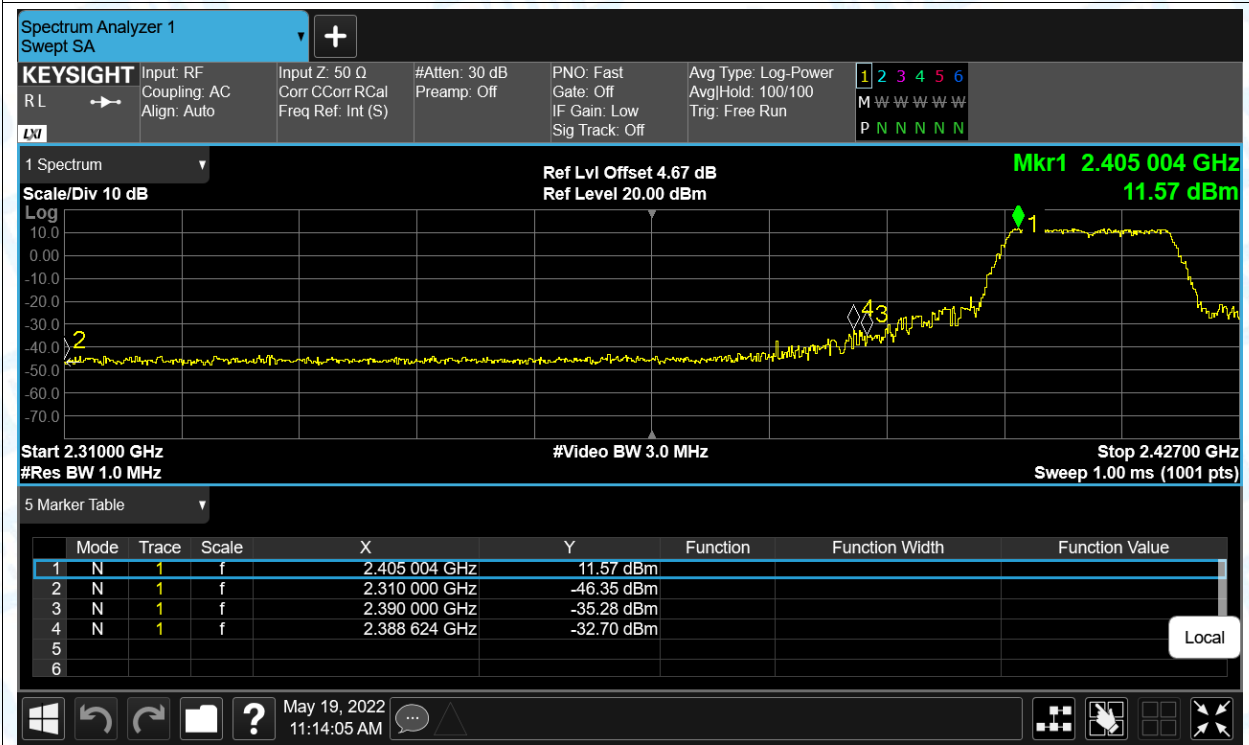 Spectrum Analyzer 1
Swept SA
KEYSIGHT
R L
LXI
Input: RF
Coupling: AC
Align: Auto
Input Z: 50 Ω
Corr CCorr RCal
Freq Ref: Int (S)
#Atten: 30 dB
Preamp: Off
PNO: Fast
Gate: Off
IF Gain: Low
Sig Track: Off
Avg Type: Log-Power
Avg|Hold: 100/100
Trig: Free Run
1 2 3 4 5 6
M W W W W W
P N N N N N
1 Spectrum
Scale/Div 10 dB
Ref Lvl Offset 4.67 dB
Ref Level 20.00 dBm
Mkr1 2.405 004 GHz
11.57 dBm
Log
10.0
0.00
-10.0
-20.0
-30.0
-40.0
-50.0
-60.0
-70.0
1
2
4 3
Start 2.31000 GHz
#Video BW 3.0 MHz
Stop 2.42700 GHz
#Res BW 1.0 MHz
Sweep 1.00 ms (1001 pts)
5 Marker Table
Mode Trace Scale X Y Function Function Width Function Value
1 N 1 f 2.405 004 GHz 11.57 dBm
2 N 1 f 2.310 000 GHz -46.35 dBm
3 N 1 f 2.390 000 GHz -35.28 dBm
4 N 1 f 2.388 624 GHz -32.70 dBm
5
6
Local
?
May 19, 2022
11:14:05 AM